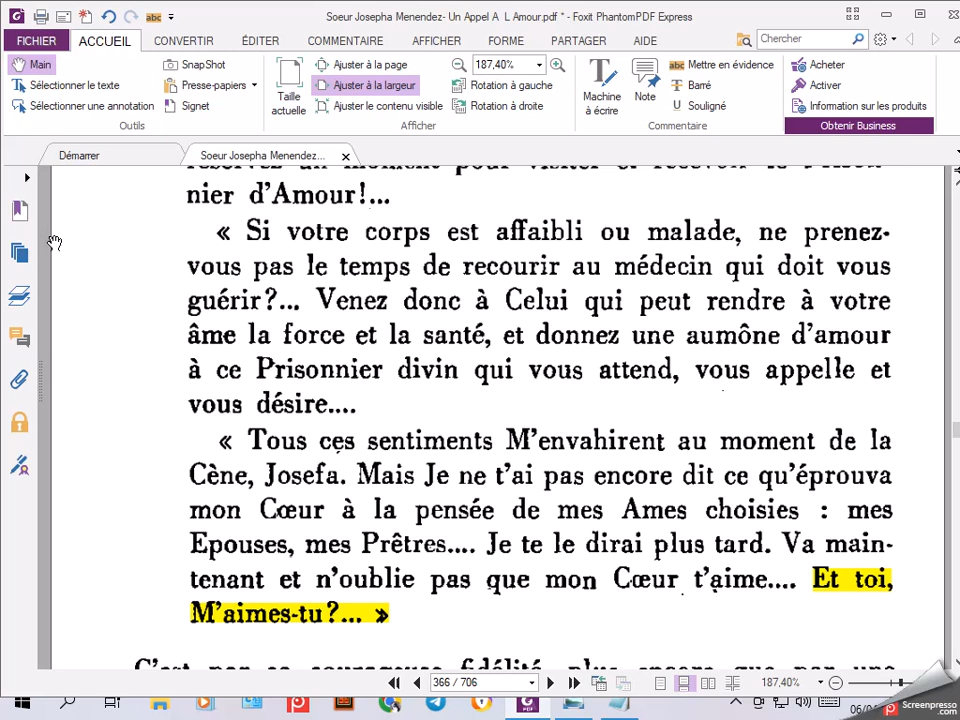 Soeur Josepha Menendez- Un Appel A L Amour.pdf * - Foxit PhantomPDF Express
FICHIER ACCUEIL CONVERTIR ÉDITER COMMENTAIRE AFFICHER FORME PARTAGER AIDE Chercher
Main SnapShot Ajuster à la page 187,40% abc Mettre en évidence Acheter
Sélectionner le texte Presse-papiers Ajuster à la largeur Rotation à gauche Barré Activer
Sélectionner une annotation Signet Taille actuelle Ajuster le contenu visible Rotation à droite Machine à écrire Note Souligné Information sur les produits
Outils Afficher Commentaire Obtenir Business
Démarrer Soeur Josepha Menendez...
nier d'Amour!...
« Si votre corps est affaibli ou malade, ne prenez-
vous pas le temps de recourir au médecin qui doit vous
guérir?... Venez donc à Celui qui peut rendre à votre
âme la force et la santé, et donnez une aumône d'amour
à ce Prisonnier divin qui vous attend, vous appelle et
vous désire....
« Tous ces sentiments M'envahirent au moment de la
Cène, Josefa. Mais Je ne t'ai pas encore dit ce qu'éprouva
mon Cœur à la pensée de mes Ames choisies : mes
Epouses, mes Prêtres.... Je te le dirai plus tard. Va main-
tenant et n'oublie pas que mon Cœur t'aime.... Et toi,
M'aimes-tu?... »
366 / 706 187,40%
Screenpresso
.com